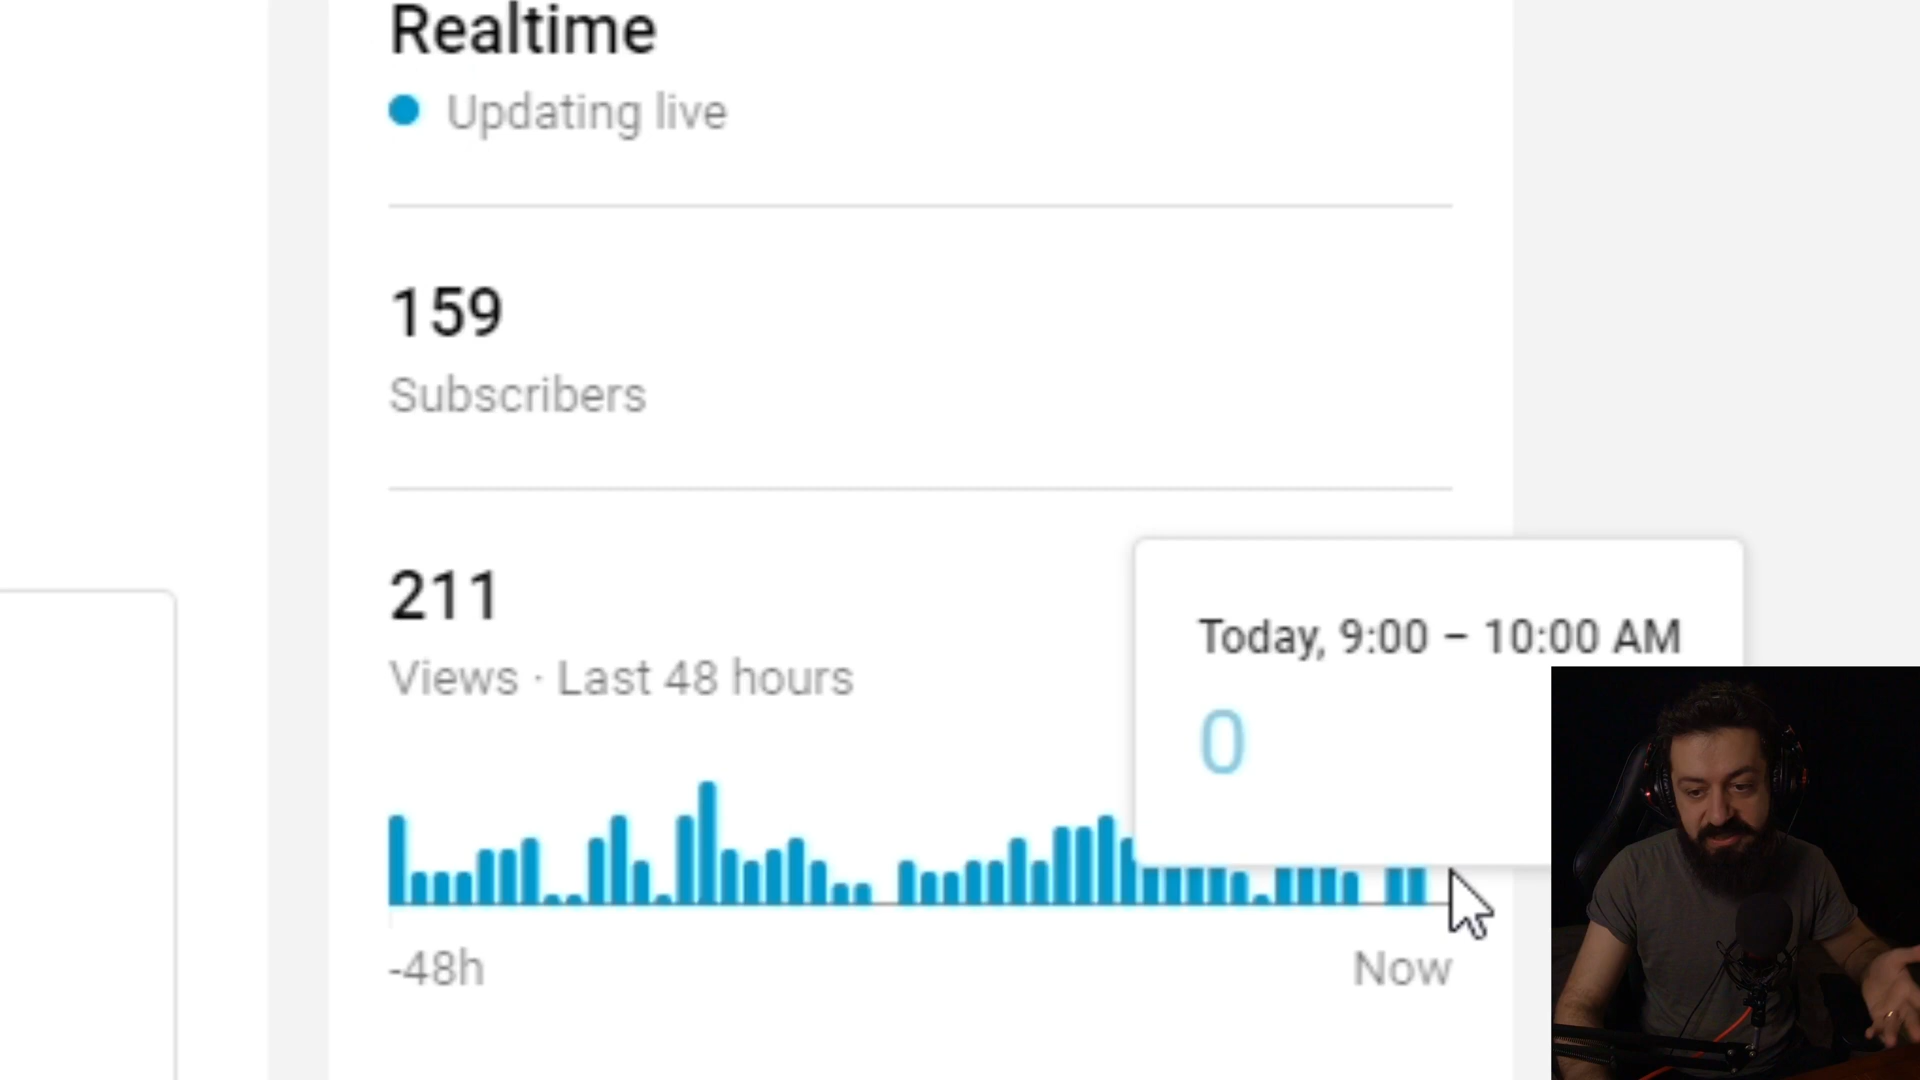 Realtime
Updating live
159
Subscribers
211
Views · Last 48 hours
Today, 9:00 – 10:00 AM
0
-48h
Now